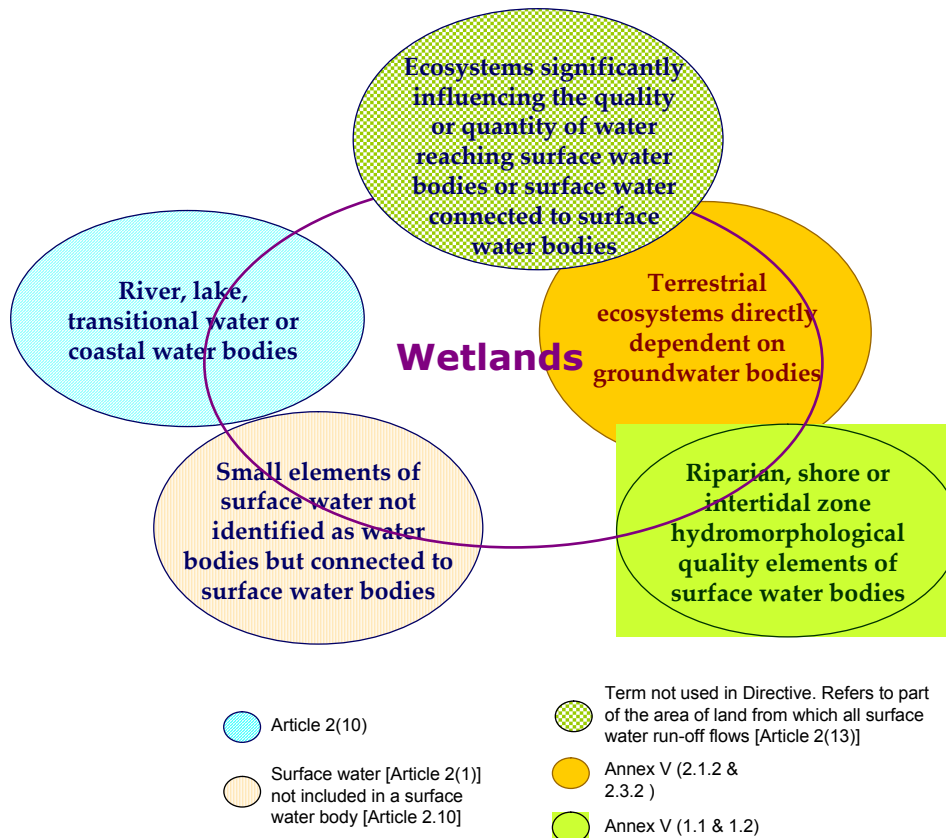 Ecosystems significantly
influencing the quality
or quantity of water
reaching surface water
bodies or surface water
connected to surface
water bodies
River, lake,
transitional water or
coastal water bodies
Wetlands
Terrestrial
ecosystems directly
dependent on
groundwater bodies
Small elements of
surface water not
identified as water
bodies but connected to
surface water bodies
Riparian, shore or
intertidal zone
hydromorphological
quality elements of
surface water bodies
Article 2(10)
Surface water [Article 2(1)]
not included in a surface
water body [Article 2.10]
Term not used in Directive. Refers to part
of the area of land from which all surface
water run-off flows [Article 2(13)]
Annex V (2.1.2 &
2.3.2 )
Annex V (1.1 & 1.2)